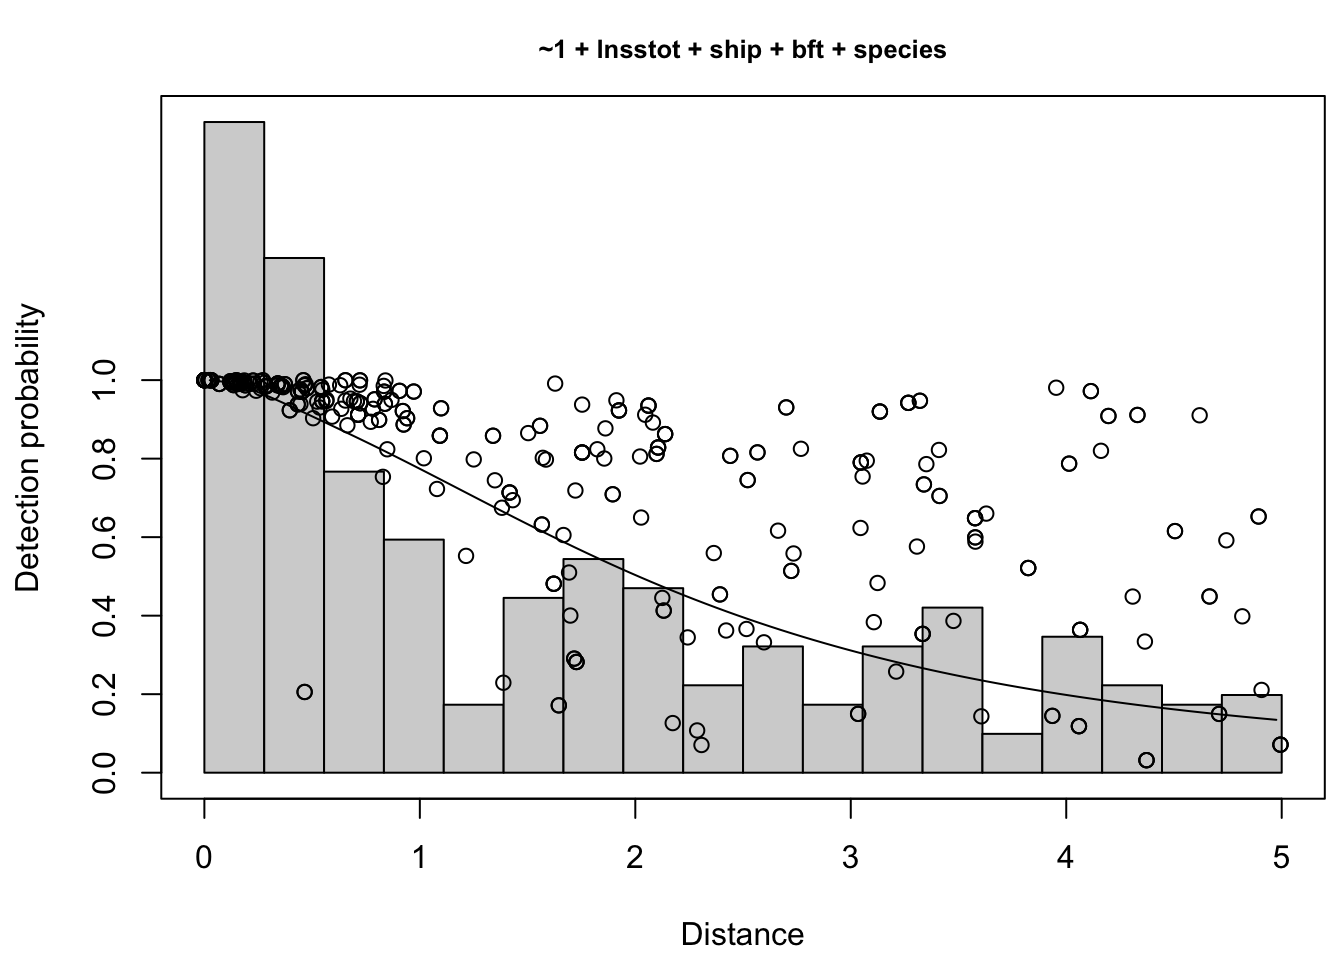 ~1 + lnsstot + ship + bft + species
Detection probability
1.0
0.8
0.6
0.4
0.2
0.0
0 1 2 3 4 5
Distance